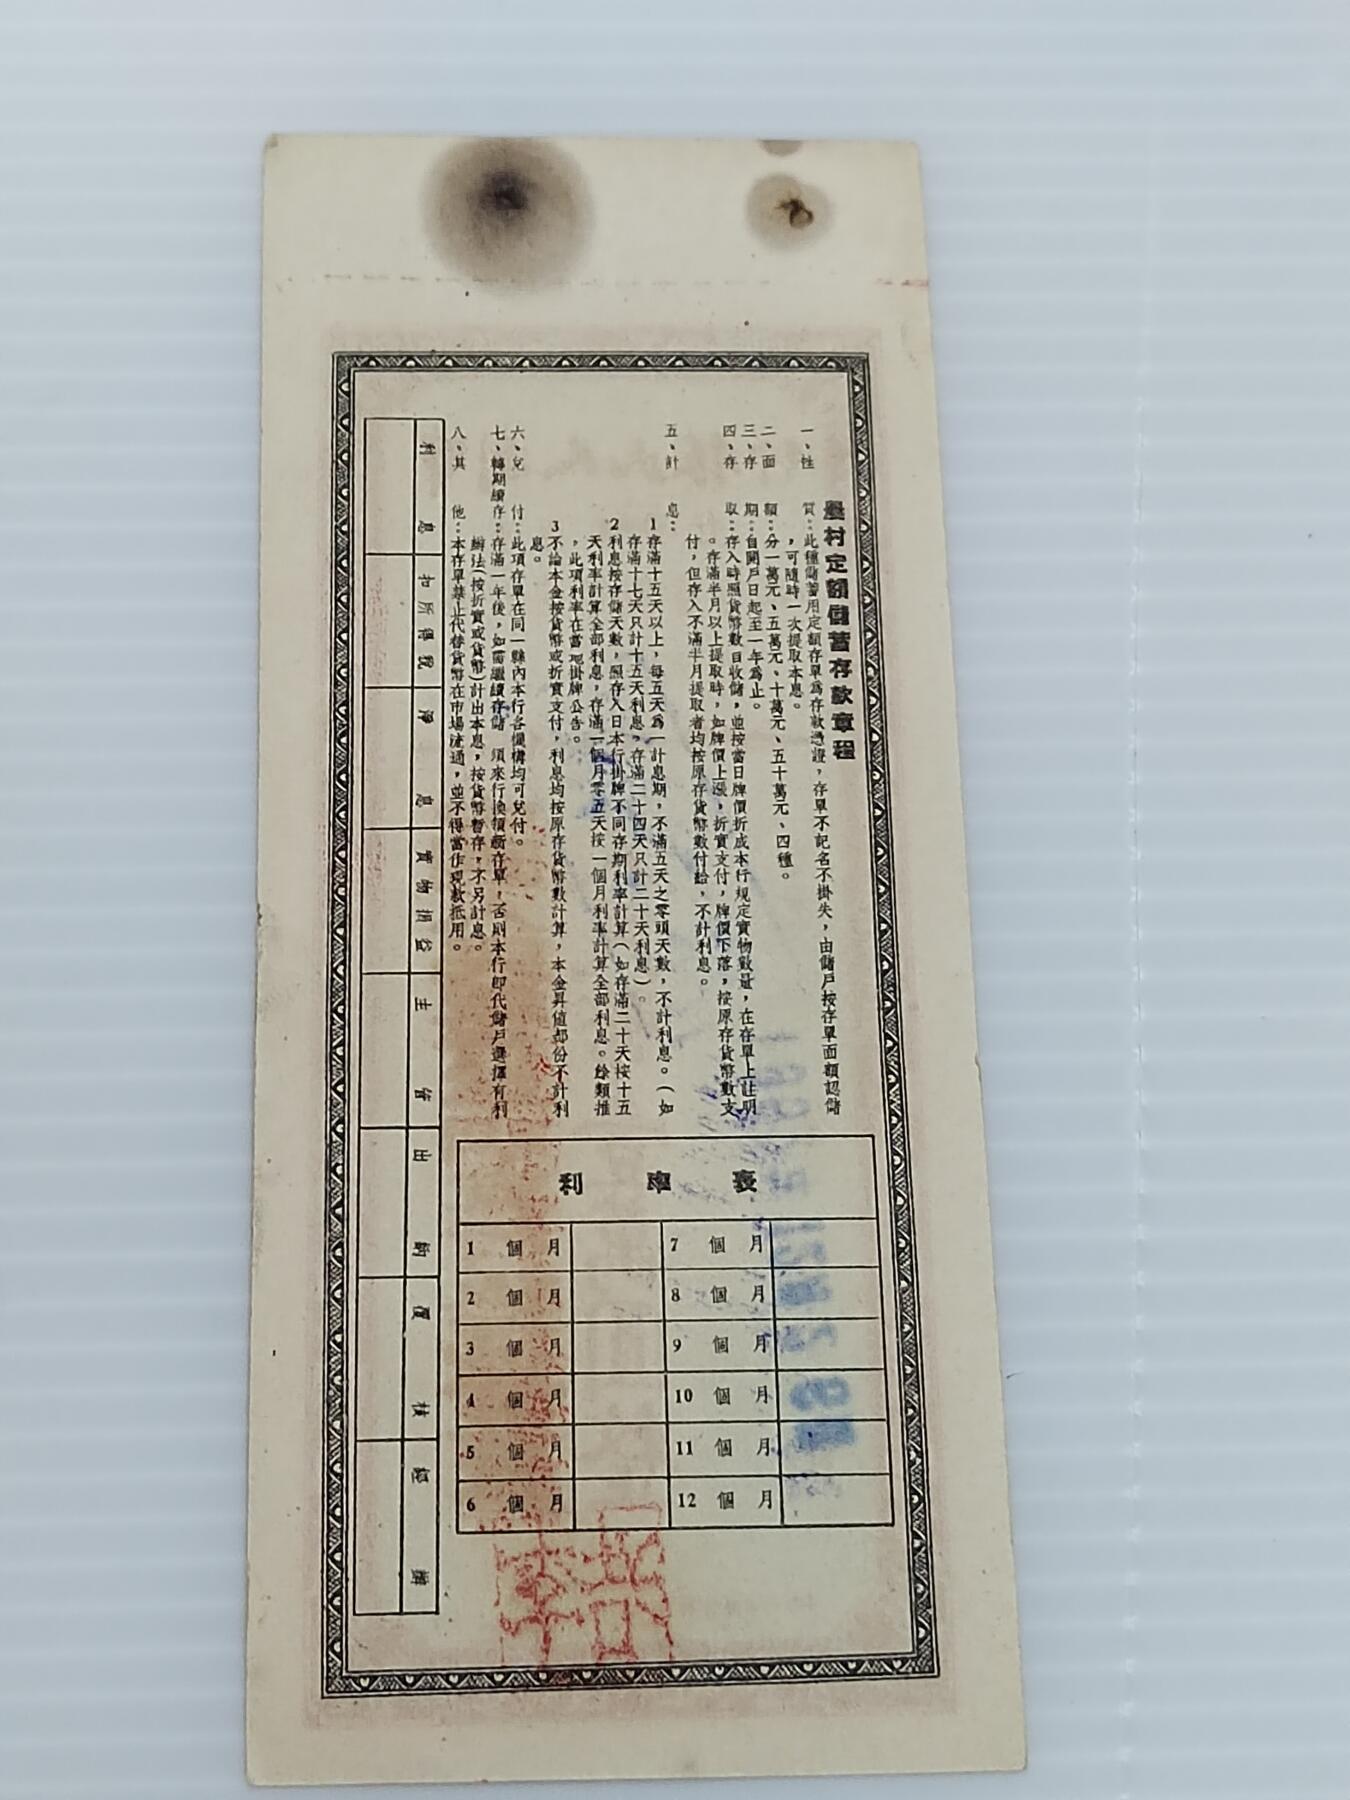 農村定額儲蓄存款章程
一、性質：此種儲蓄用定額存單為存款憑證，存單不記名不掛失，由儲戶按存單面額認儲
，可隨時一次提取本息。
二、面額：分一萬元、五萬元、十萬元、五十萬元、四種。
三、存期：自開戶日起至一年為止。
四、存取：存入時照貨幣數目收儲，並按當日牌價折成本行規定實物數量，在存單上註明
。存滿半月以上提取時，如牌價上漲，折實支付，牌價下落，按原存貨幣數支
付，但存入不滿半月提取者均按原存貨幣數付給，不計利息。
五、計息：
1 存滿十五天以上，每五天為一計息期，不滿五天之零頭天數，不計利息。（如
存滿十七天只計十五天利息，存滿二十四天只計二十天利息）。
2 利息按存儲天數，照存入日本行掛牌不同存期利率計算（如存滿二十天按十五
天利率計算全部利息，存滿一個月零五天按一個月利率計算全部利息。餘類推
，此項利率在當地掛牌公告。
3 不論本金按貨幣或折實支付，利息均按原存貨幣數計算，本金昇值部份不計利
息。
六、兌付：此項存單在同一縣內本行各機構均可兌付。
七、轉期續存：存滿一年後，如需繼續存儲 須來行換領新存單，否則本行即代儲戶選擇有利
辦法（按折實或貨幣）計出本息，按貨幣暫存，不另計息。
八、其他：本存單禁止代替貨幣在市場流通，並不得當作現款抵用。
利息 扣所得稅 淨息 實物損益 主管 出納 覆核 經辦
利率表
1個月 7個月
2個月 8個月
3個月 9個月
4個月 10個月
5個月 11個月
6個月 12個月